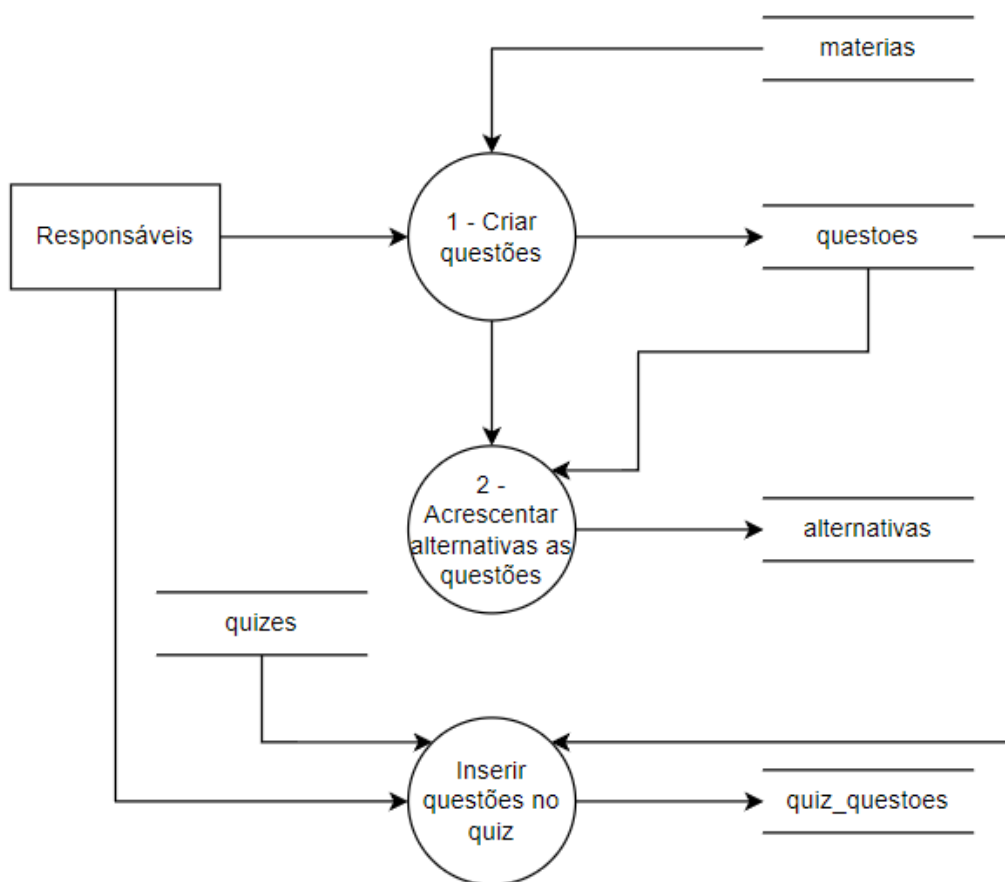 materias
Responsáveis
1 - Criar
questões
questoes
2 -
Acrescentar
alternativas as
questões
alternativas
quizes
Inserir
questões no
quiz
quiz_questoes